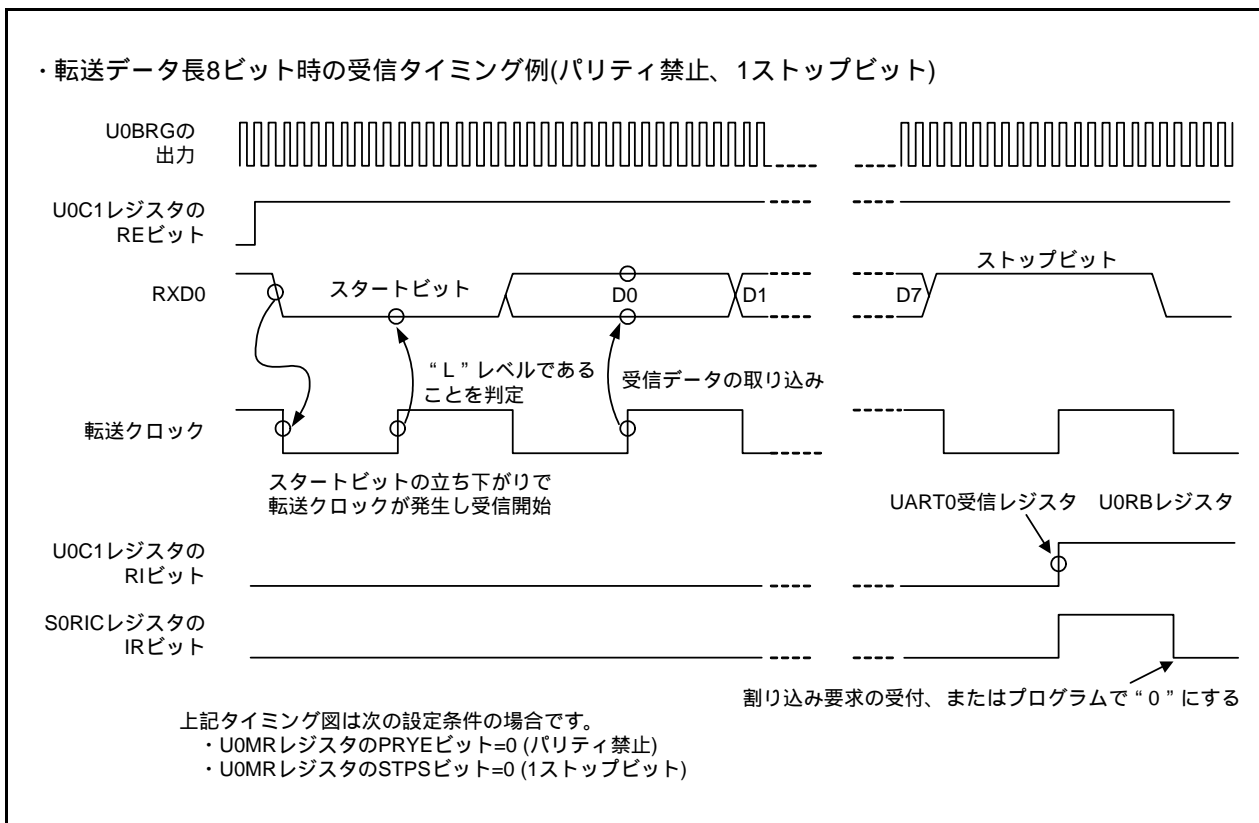 ・転送データ長8ビット時の受信タイミング例(パリティ禁止、1ストップビット)
U0BRGの
出力
U0C1レジスタの
REビット
RXD0
スタートビット
D0
D1
D7
ストップビット
“L”レベルである
ことを判定
受信データの取り込み
転送クロック
スタートビットの立ち下がりで
転送クロックが発生し受信開始
UART0受信レジスタ U0RBレジスタ
U0C1レジスタの
RIビット
S0RICレジスタの
IRビット
割り込み要求の受付、またはプログラムで“0”にする
上記タイミング図は次の設定条件の場合です。
・U0MRレジスタのPRYEビット=0 (パリティ禁止)
・U0MRレジスタのSTPSビット=0 (1ストップビット)